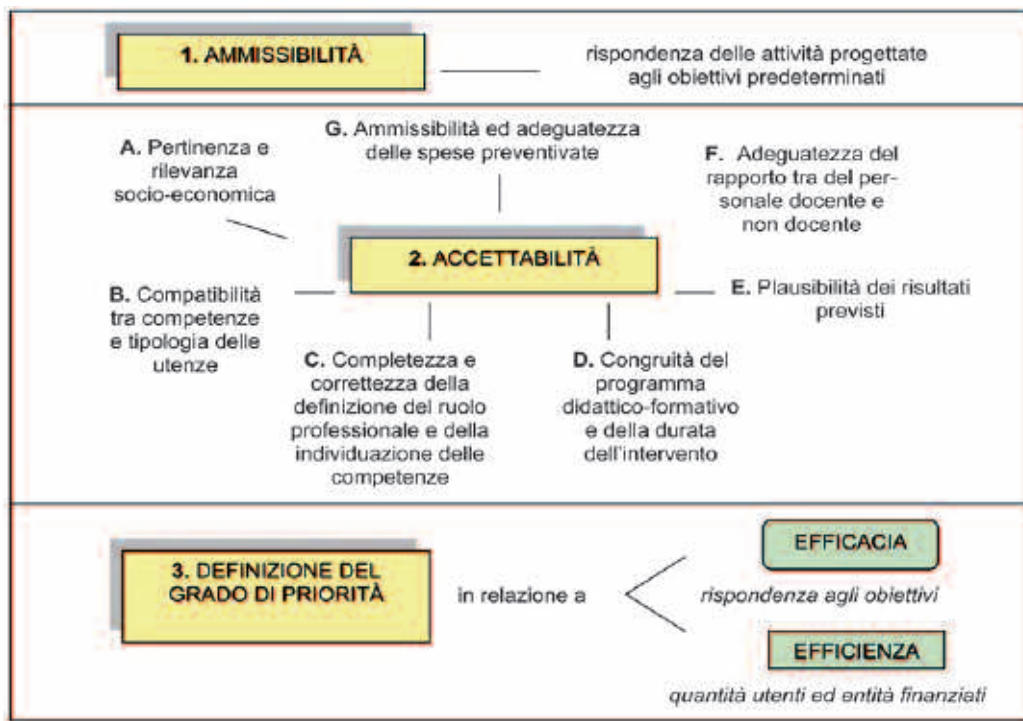 1. AMMISSIBILITÀ
rispondenza delle attività progettate
agli obiettivi predeterminati
G. Ammissibilità ed adeguatezza
delle spese preventivate
A. Pertinenza e
rilevanza
socio-economica
F. Adeguatezza del
rapporto tra del per-
sonale docente e
non docente
2. ACCETTABILITÀ
B. Compatibilità
tra competenze
e tipologia delle
utenze
E. Plausibilità dei risultati
previsti
C. Completezza e
correttezza della
definizione del ruolo
professionale e della
individuazione delle
competenze
D. Congruità del
programma
didattico-formativo
e della durata
dell'intervento
3. DEFINIZIONE DEL
GRADO DI PRIORITÀ
in relazione a
EFFICACIA
rispondenza agli obiettivi
EFFICIENZA
quantità utenti ed entità finanziati